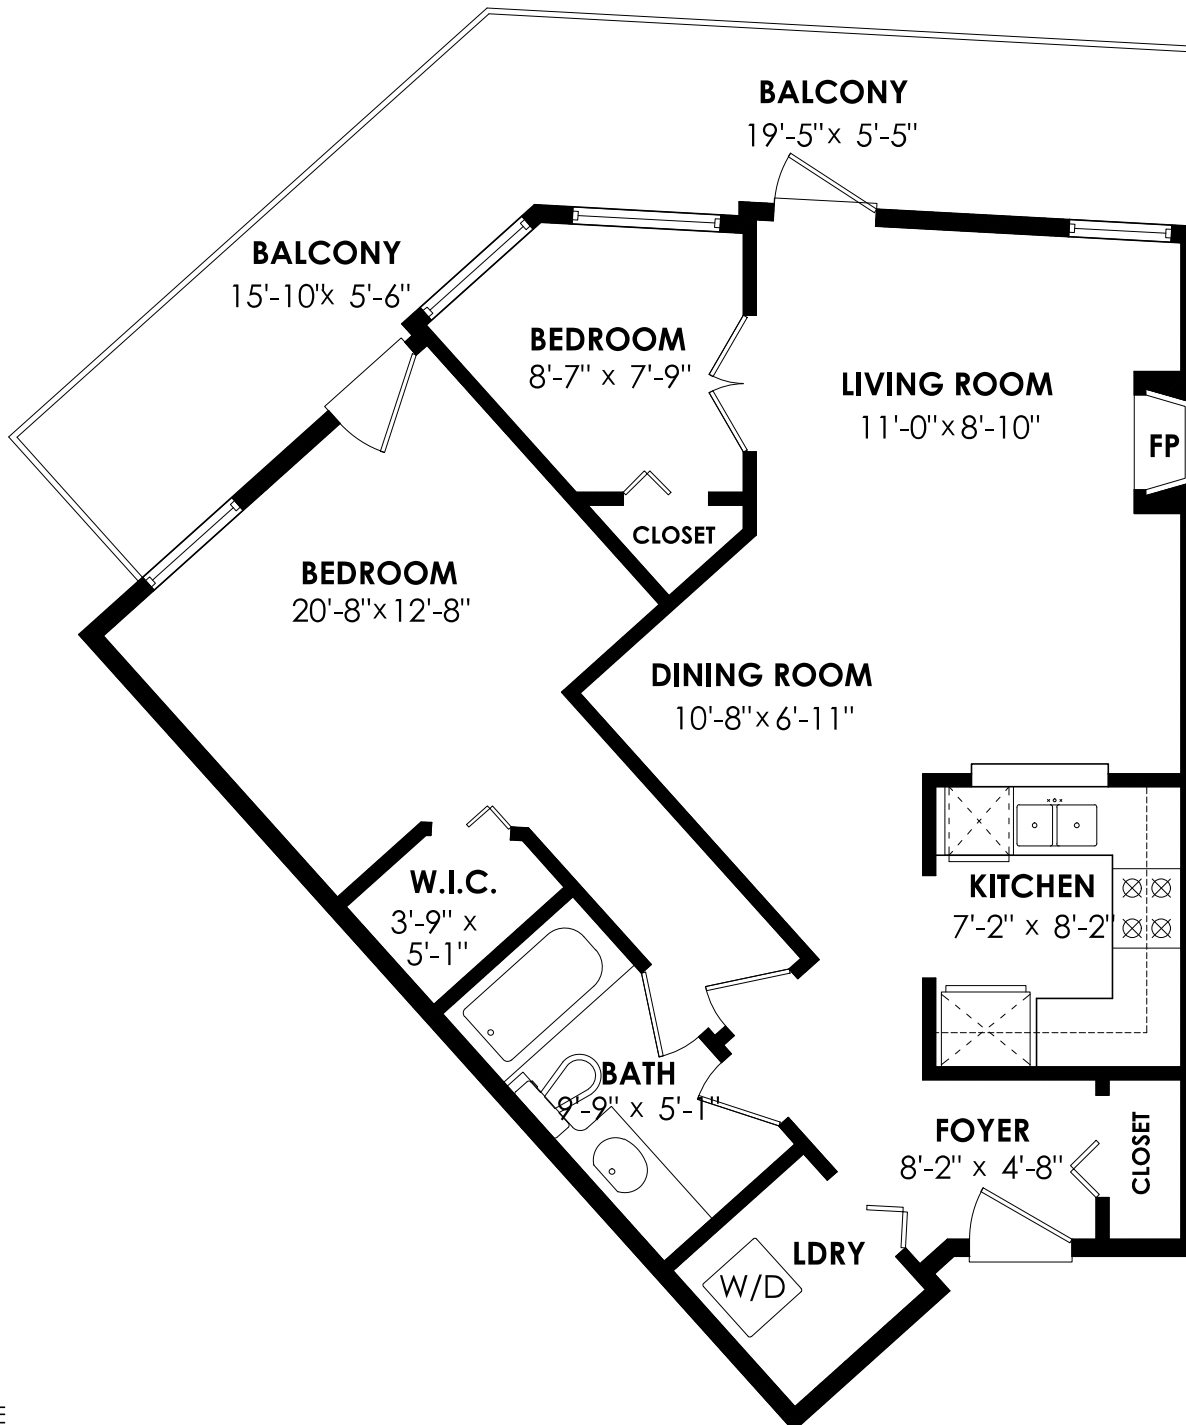 BALCONY
19'-5" x 5'-5"
BALCONY
15'-10" x 5'-6"
BEDROOM
8'-7" x 7'-9"
LIVING ROOM
11'-0" x 8'-10"
FP
CLOSET
BEDROOM
20'-8" x 12'-8"
DINING ROOM
10'-8" x 6'-11"
W.I.C.
3'-9" x
5'-1"
KITCHEN
7'-2" x 8'-2"
BATH
9'-9" x 5'-1"
FOYER
8'-2" x 4'-8"
CLOSET
LDRY
W/D
E